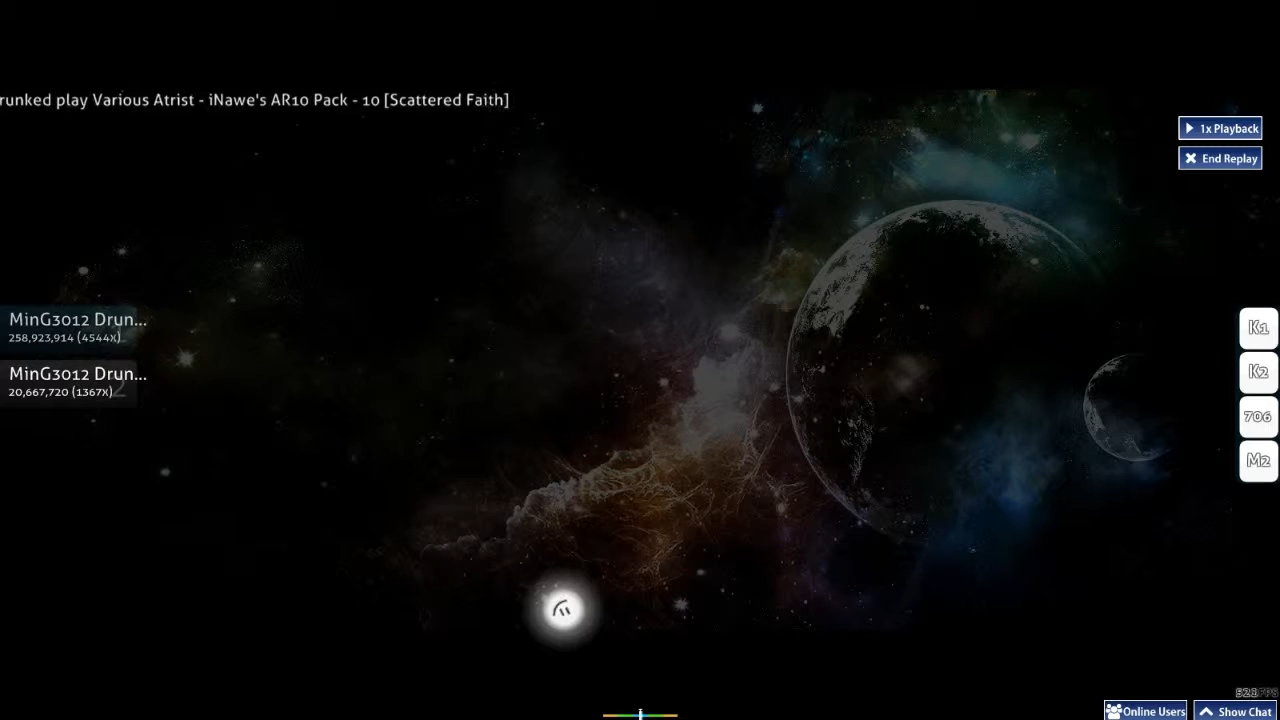 runked play Various Atrist - iNawe's AR10 Pack - 10 [Scattered Faith]
1x Playback
End Replay
MinG3012 Drun...
258,923,914 (4544x)
MinG3012 Drun...
20,667,720 (1367x)
2
K1
K2
706
M2
Online Users
Show Chat